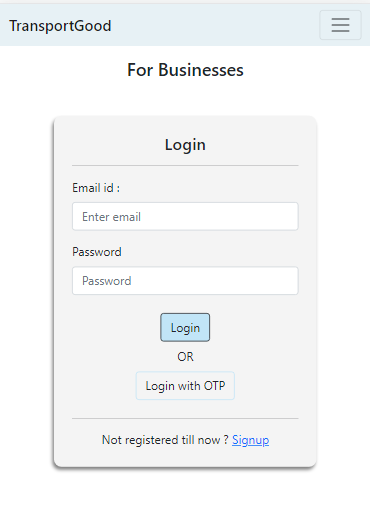 TransportGood
For Businesses
Login
Email id :
Enter email
Password
Password
Login
OR
Login with OTP
Not registered till now ? Signup